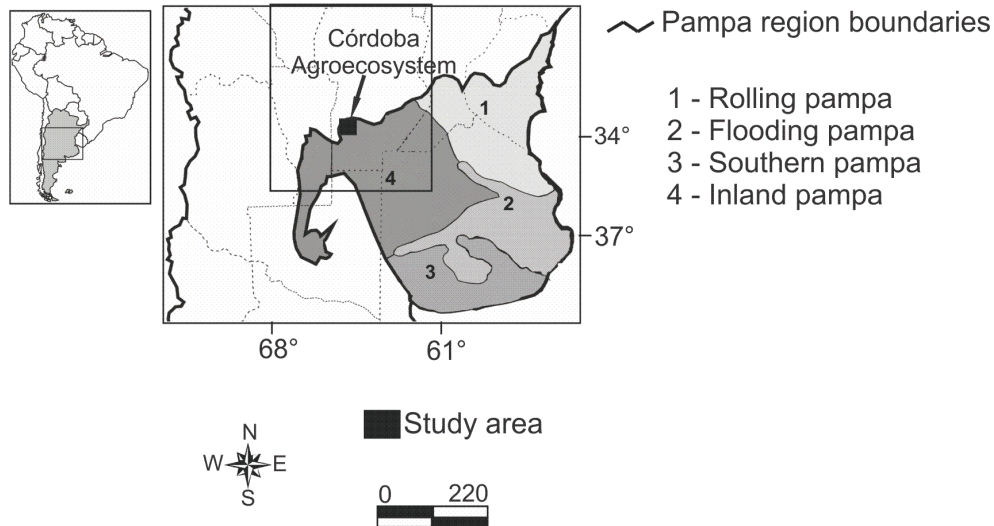 Pampa region boundaries
Córdoba
Agroecosystem
1
1 - Rolling pampa
2 - Flooding pampa
3 - Southern pampa
4 - Inland pampa
34°
4
2
37°
3
68°
61°
Study area
N
W
E
S
0
220